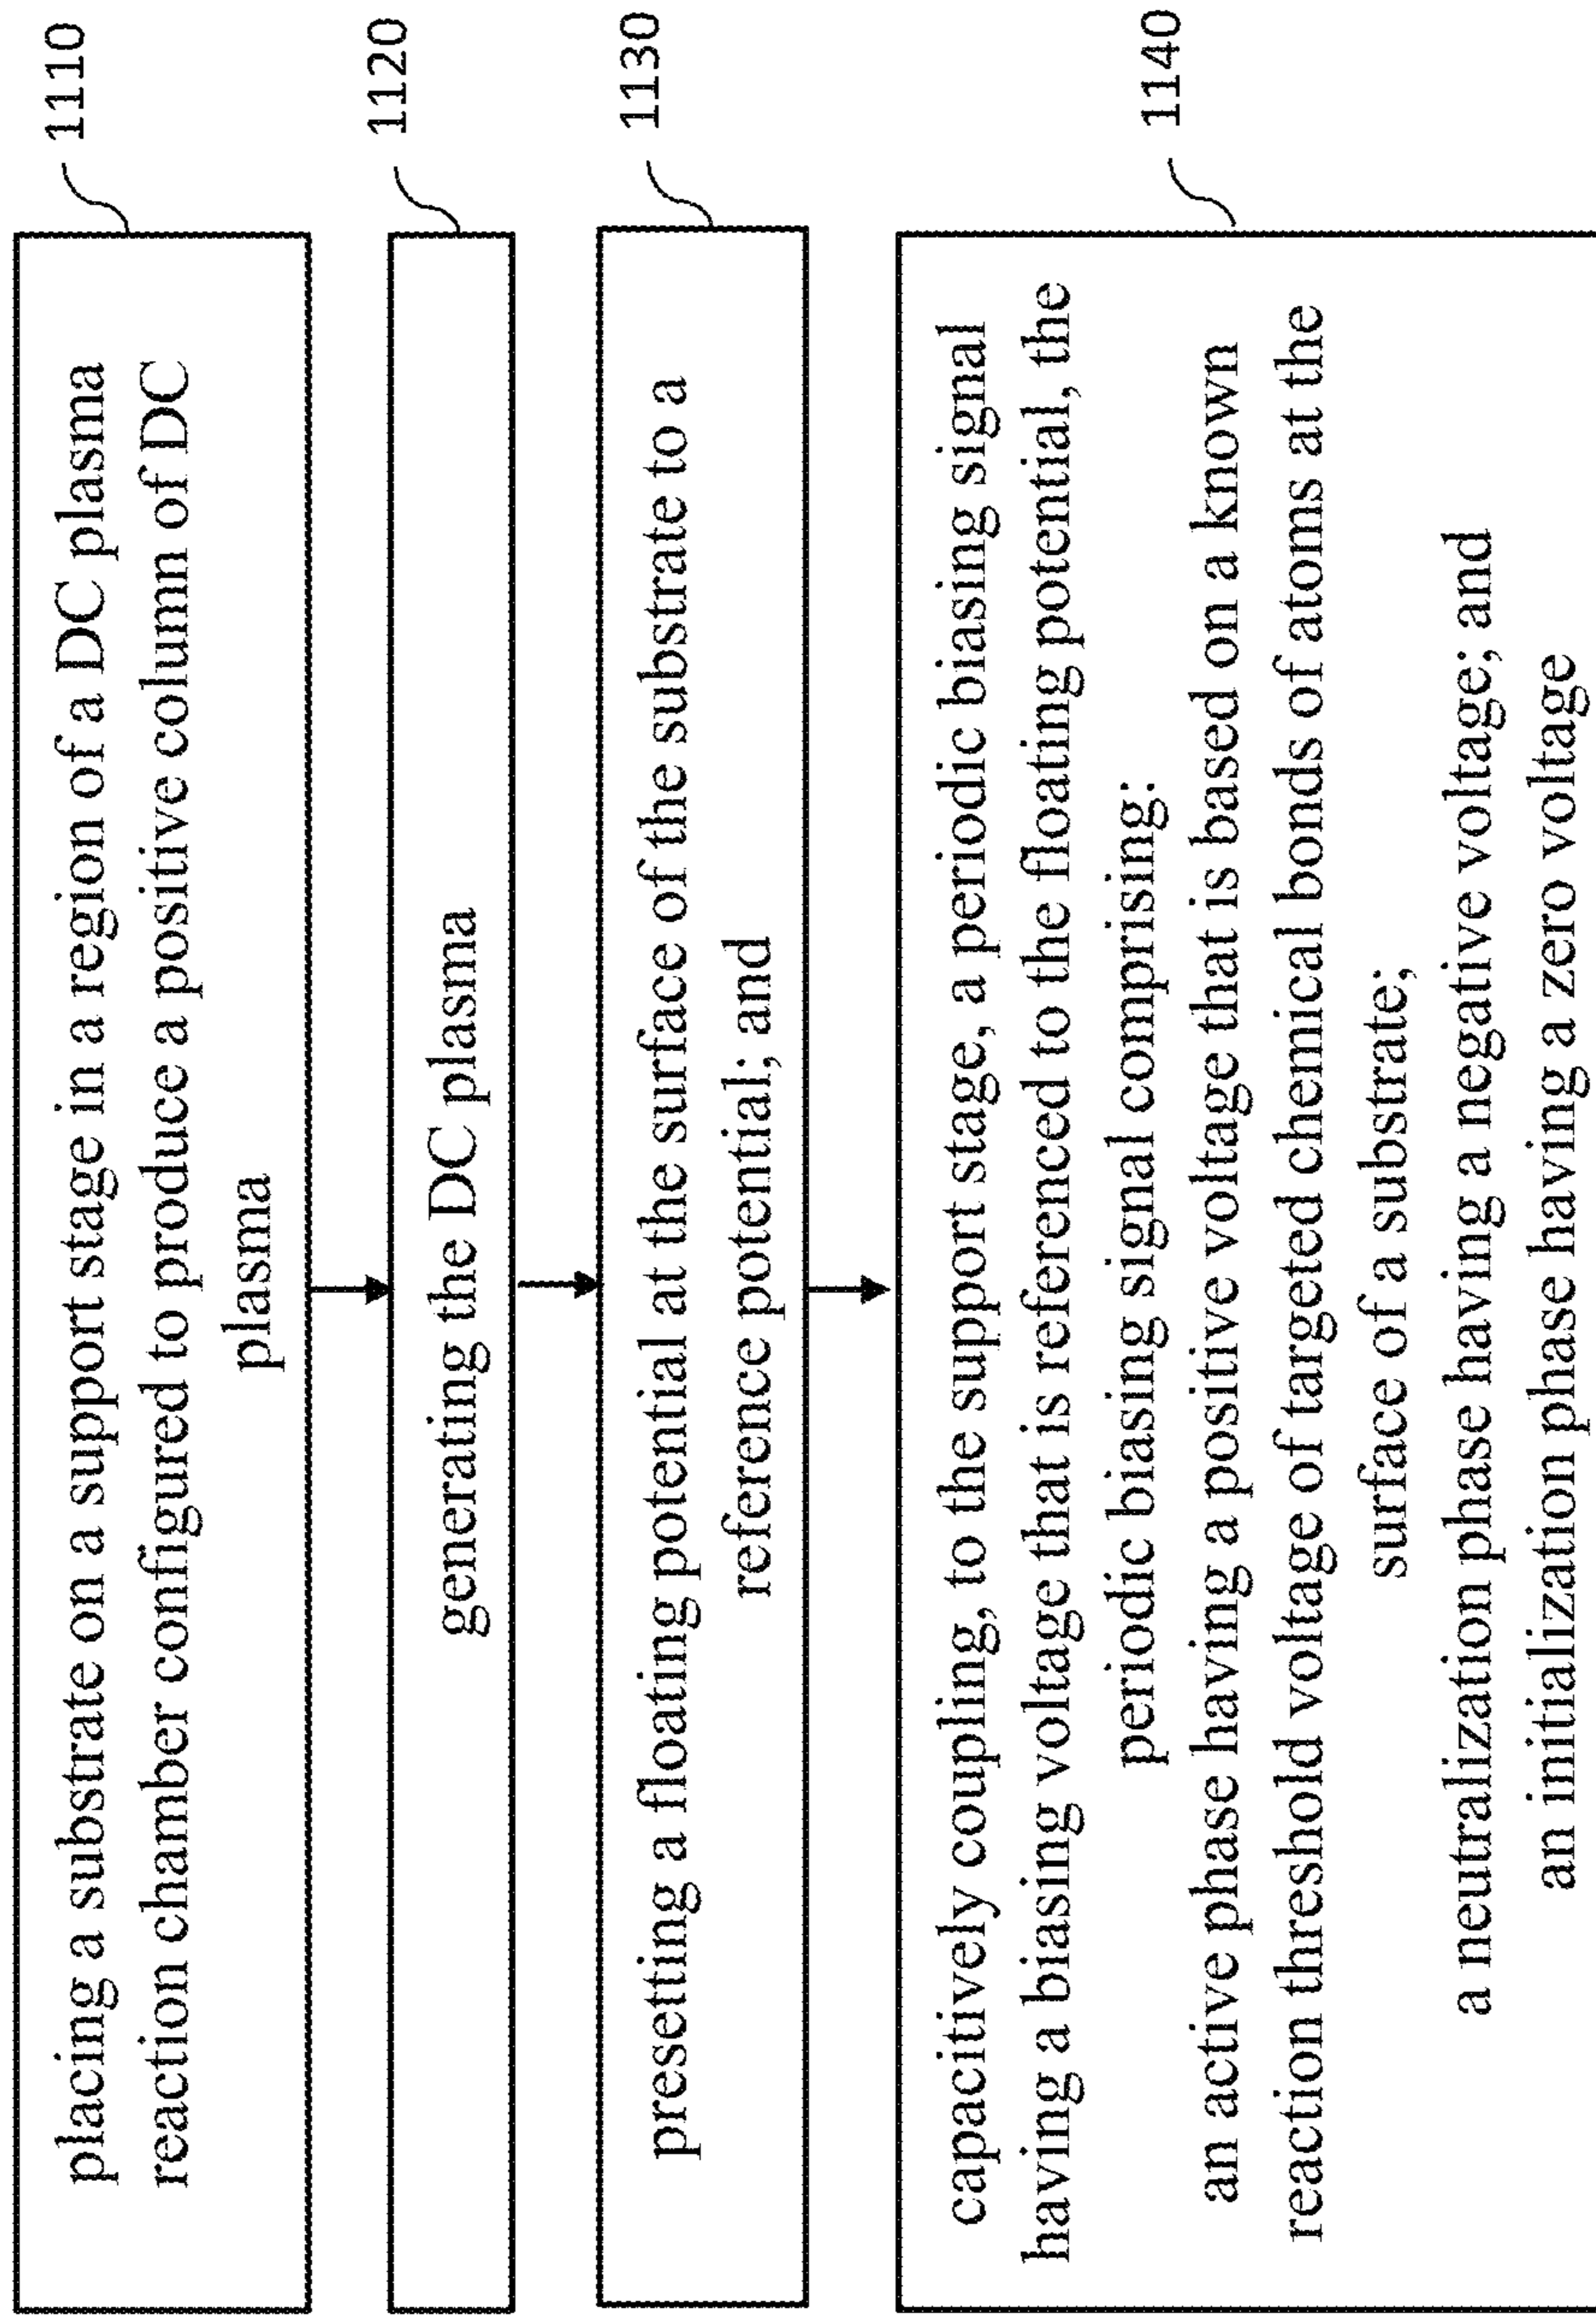 placing a substrate on a support stage in a region of a DC plasma
reaction chamber configured to produce a positive column of DC
plasma
1110
generating the DC plasma
1120
presetting a floating potential at the surface of the substrate to a
reference potential; and
1130
capacitively coupling, to the support stage, a periodic biasing signal
having a biasing voltage that is referenced to the floating potential, the
periodic biasing signal comprising:
an active phase having a positive voltage that is based on a known
reaction threshold voltage of targeted chemical bonds of atoms at the
surface of a substrate;
a neutralization phase having a negative voltage; and
an initialization phase having a zero voltage
1140